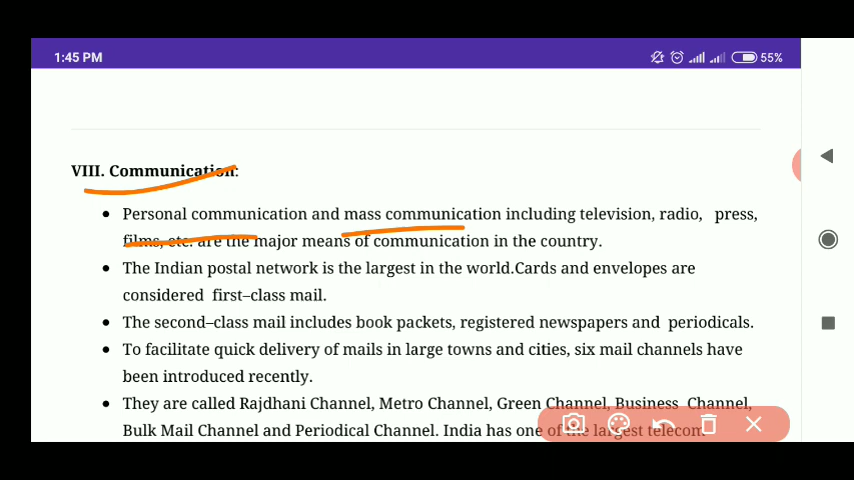 1:45 PM
55%
VIII. Communication:
Personal communication and mass communication including television, radio, press,
films, etc. are the major means of communication in the country.
The Indian postal network is the largest in the world.Cards and envelopes are
considered first–class mail.
The second–class mail includes book packets, registered newspapers and periodicals.
To facilitate quick delivery of mails in large towns and cities, six mail channels have
been introduced recently.
They are called Rajdhani Channel, Metro Channel, Green Channel, Business Channel,
Bulk Mail Channel and Periodical Channel. India has one of the largest telecom